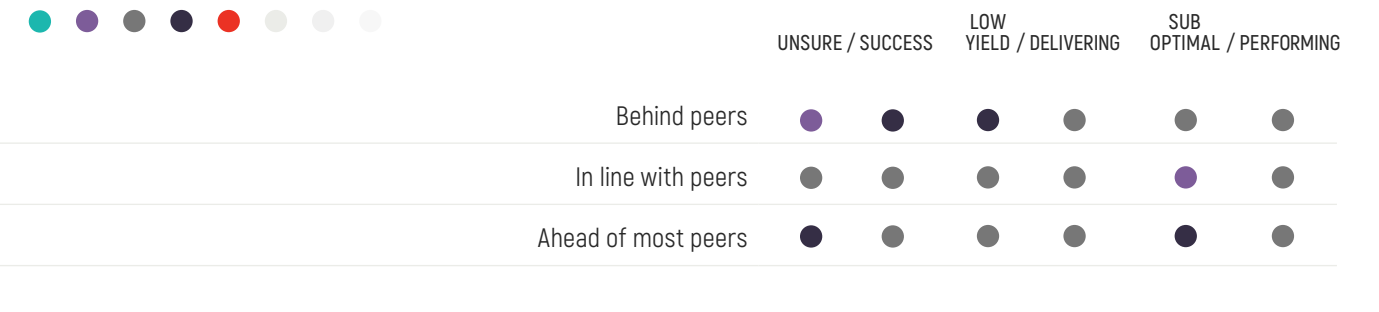 LOW
SUB
UNSURE / SUCCESS
YIELD / DELIVERING
OPTIMAL / PERFORMING
Behind peers
In line with peers
Ahead of most peers